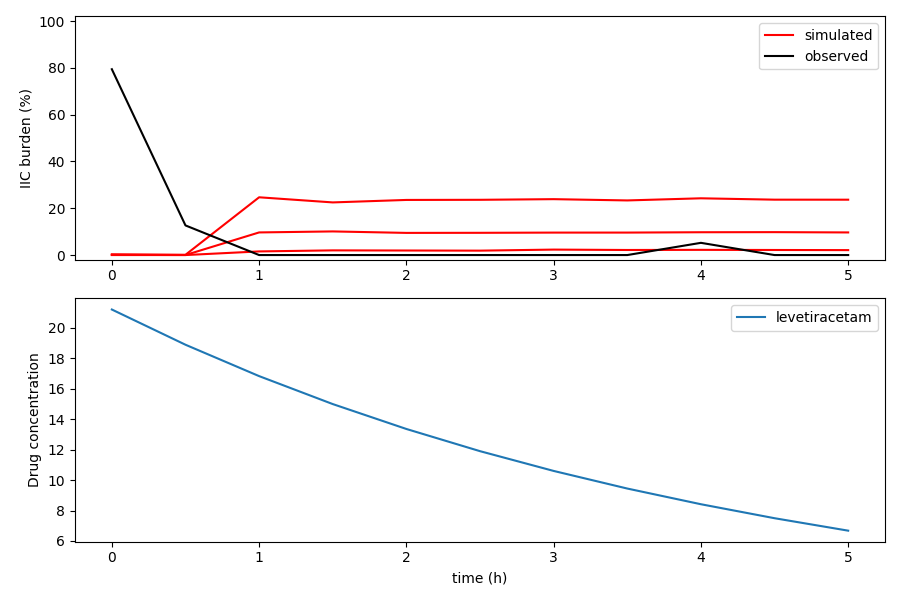 100
80
60
40
20
0
IIC burden (%)
simulated
observed
0 1 2 3 4 5
20
18
16
14
12
10
8
6
Drug concentration
levetiracetam
0 1 2 3 4 5
time (h)